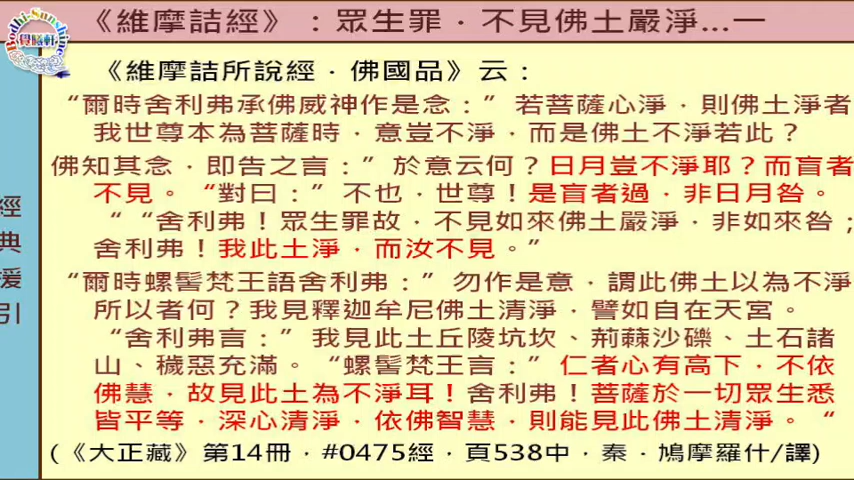 《維摩詰經》：眾生罪．不見佛土嚴淨...一
Bodhi-Sunshine
覺曦軒
經典援引
《維摩詰所說經．佛國品》云：
“爾時舍利弗承佛威神作是念：”若菩薩心淨．則佛土淨者
我世尊本為菩薩時．意豈不淨．而是佛土不淨若此？
佛知其念．即告之言：”於意云何？日月豈不淨耶？而盲者
不見。“對曰：”不也．世尊！是盲者過．非日月咎。
““舍利弗！眾生罪故．不見如來佛土嚴淨．非如來咎；
舍利弗！我此土淨．而汝不見。”
“爾時螺髻梵王語舍利弗：”勿作是意．謂此佛土以為不淨
所以者何？我見釋迦牟尼佛土清淨．譬如自在天宮。
“舍利弗言：”我見此土丘陵坑坎、荊蕀沙礫、土石諸
山、穢惡充滿。“螺髻梵王言：”仁者心有高下．不依
佛慧．故見此土為不淨耳！舍利弗！菩薩於一切眾生悉
皆平等．深心清淨．依佛智慧．則能見此佛土清淨。“
(《大正藏》第14冊．#0475經．頁538中．秦．鳩摩羅什/譯)